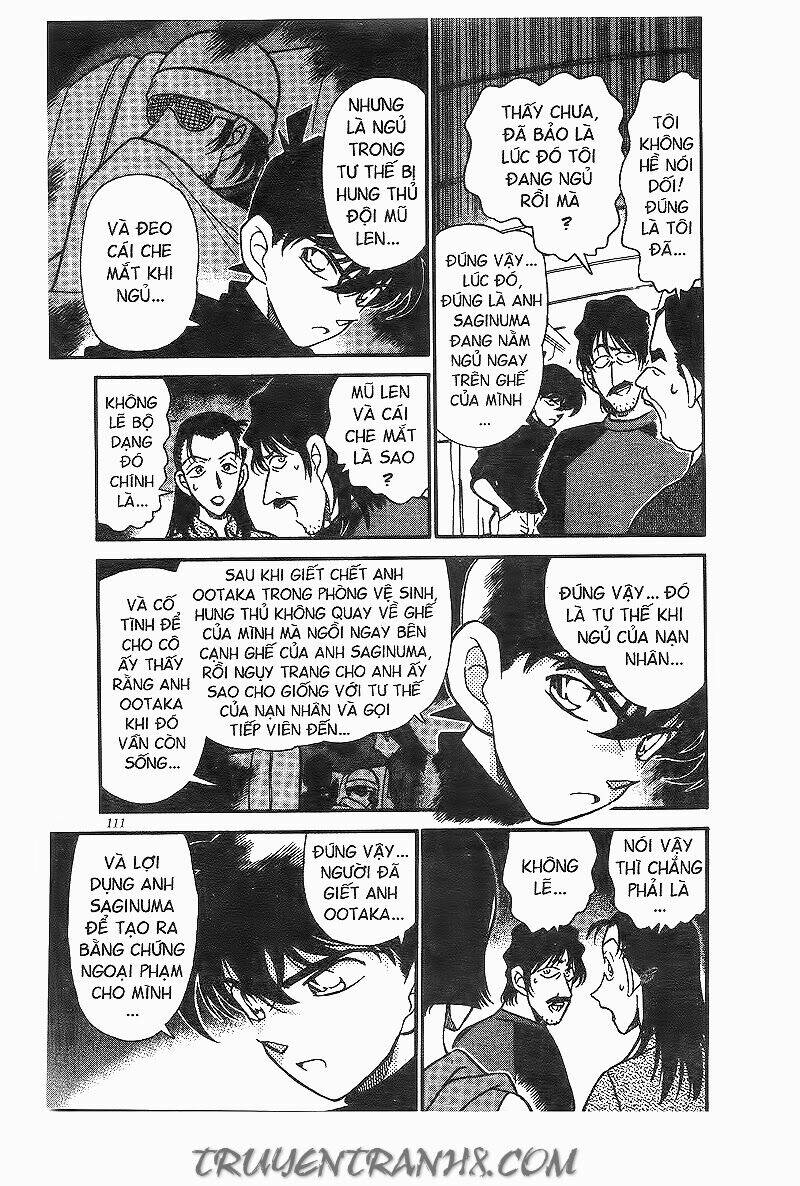 TÔI
KHÔNG
HỀ NÓI
DỐI!
ĐÚNG
LÀ TÔI
ĐÃ...
THẤY CHƯA,
ĐÃ BẢO LÀ
LÚC ĐÓ TÔI
ĐANG NGỦ
RỒI MÀ
?
ĐÚNG VẬY...
LÚC ĐÓ,
ĐÚNG LÀ ANH
SAGINUMA
ĐANG NẰM
NGỦ NGAY
TRÊN GHẾ
CỦA MÌNH
...
NHƯNG
LÀ NGỦ
TRONG
TƯ THẾ BỊ
HUNG THỦ
ĐỘI MŨ
LEN...
VÀ ĐEO
CÁI CHE
MẮT KHI
NGỦ...
MŨ LEN
VÀ CÁI
CHE MẮT
LÀ SAO
?
KHÔNG
LẼ BỘ
DẠNG
ĐÓ
CHÍNH
LÀ...
ĐÚNG VẬY... ĐÓ
LÀ TƯ THẾ KHI
NGỦ CỦA NẠN
NHÂN...
SAU KHI GIẾT CHẾT ANH
OOTAKA TRONG PHÒNG VỆ SINH,
HUNG THỦ KHÔNG QUAY VỀ GHẾ
CỦA MÌNH MÀ NGỒI NGAY BÊN
CẠNH GHẾ CỦA ANH SAGINUMA,
RỒI NGỤY TRANG CHO ANH ẤY
SAO CHO GIỐNG VỚI TƯ THẾ
CỦA NẠN NHÂN VÀ GỌI
TIẾP VIÊN ĐẾN...
VÀ CỐ
TÌNH ĐỂ
CHO CÔ
ẤY THẤY
RẰNG ANH
OOTAKA
KHI ĐÓ
VẪN CÒN
SỐNG...
111
NÓI VẬY
THÌ CHẲNG
PHẢI LÀ
...
KHÔNG
LẼ...
ĐÚNG VẬY...
NGƯỜI ĐÃ
GIẾT ANH
OOTAKA...
VÀ LỢI
DỤNG ANH
SAGINUMA
ĐỂ TẠO RA
BẰNG CHỨNG
NGOẠI PHẠM
CHO MÌNH
...
TRUYENTRANH8.COM